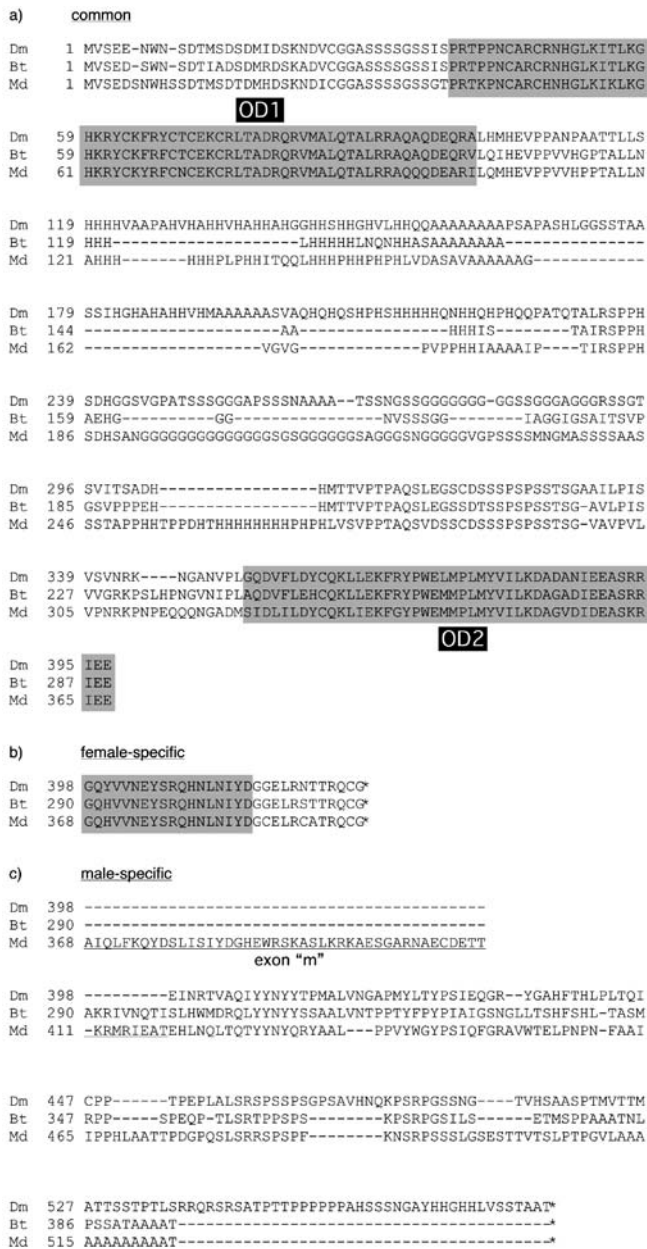 a) common
Dm 1 MVSEE-NWN-SDTMSDSDMIDSKNDVCGGASSSSGSSISPRTPPNCARCRNHGLKITLKG
Bt 1 MVSED-SWN-SDTIADSDMRDSKADVCGGASSSSGSSISPRTPPNCARCRNHGLKITLKG
Md 1 MVSEDSNWHSSDTMSDTDMHDSKNDICGGASSSSGSSGTPRTKPNCARCRNHGLKIKLKG
OD1
Dm 59 HKRYCKFRYCTCEKCRLTADRQRVMALQTALRRAQAQDEQRALHMHEVPPANPAATTLLS
Bt 59 HKRYCKFRFCTCEKCRLTADRQRVMALQTALRRAQAQDEQRVLQIHEVPPVVHGPTALLN
Md 61 HKRYCKYRFCNCEKCRLTADRQRVMALQTALRRAQQQDEARILQMHEVPPVVHPPTALLN
Dm 119 HHHHVAAPAHVHAHHVHAHHAHGGHHSHHGHVLHHQQAAAAAAAAPSAPASHLGGSSTAA
Bt 119 HHH------------------LHHHHHLNQNHHASAAAAAAAA-----------------
Md 121 AHHH-------HHHPLPHHITQQLHHHPHHPHPHLVDASAVAAAAAAG------------
Dm 179 SSIHGHAHAHHVHMAAAAAASVAQHQHQSHPHSHHHHHQNHHQHPHQQPATQTALRSPPH
Bt 144 ---------------------AA----------------HHHIS------TAIRSPPH
Md 162 -------------------VGVG----------------PVPPHHIAAAAIP---TIRSPPH
Dm 239 SDHGGSVGPATSSSGGGAPSSSNAAAA--TSSNGSSGGGGGGG-GGSSGGGAGGGRSSGT
Bt 159 AEHG----------GG-----------------NVSSSGG-----IAGGIGSAITSVP
Md 186 SDHSANGGGGGGGGGGGGGSGSGGGGGGSAGGGSNGGGGGVGPSSSSMNGMASSSSAAS
Dm 296 SVITSADH----------------HMTTVPTPAQSLEGSCDSSSPSPSSTSGAAILPIS
Bt 185 GSVPPPEH----------------HMTTVPTPAQSLEGSSDTSSPSPSSTSG-AVLPIS
Md 246 SSTAPPHHTPPDHTHHHHHHHHPHPHLVSVPPTAQSVDSSCDSSSPSPSSTSG-VAVPVL
Dm 339 VSVNRK----NGANVPLGQDVFLDYCQKLLEKFRYPWELMPLMYVILKDADANIEEASRR
Bt 227 VVGRKPSLHPNGVNIPLAQDVFLEHCQKLLEKFRYPWEMMPLMYVILKDAGADIEEASRR
Md 305 VPNRKPNPEQQQNGADMSIDLILDYCQKLIEKFGYPWEMMPLMYVILKDAGVDIDEASKR
OD2
Dm 395 IEE
Bt 287 IEE
Md 365 IEE
b) female-specific
Dm 398 GQYVVNEYSRQHNLNIYDGGELRNTTRQCG*
Bt 290 GQHVVNEYSRQHNLNIYDGGELRSTTRQCG*
Md 368 GQHVVNEYSRQHNLNIYDGCELRCATRQCG*
c) male-specific
Dm 398 -------------------------------------------
Bt 290 -------------------------------------------
Md 368 AIQLFKQYDSLISIYDGHEWRSKASLKRKAESGARNAECDETT
exon "m"
Dm 398 ---------EINRTVAQIYYNYYTPMALVNGAPMYLTYPSIEQGR--YGAHFTHLPLTQI
Bt 290 AKRIVNQTISLHWMDRQLYYNYYSSAALVNTPPTYFPYPIAIGSNGLLTSHFSHL-TASM
Md 411 -KRMRIEATEHLNQLTQTYYNYQRYAAL---PPVYWGYPSIQFGRAVWTELPNPN-FAAI
Dm 447 CPP------TPEPLALSRSPSSPSGPSAVHNQKPSRPGSSNG----TVHSAASPTMVTTM
Bt 347 RPP-----SPEQP-TLSRTPPSPS--------KPSRPGSILS-----ETMSPPAAATNL
Md 465 IPPHLAATTPDGPQSLSRRSPSPF--------KNSRPSSSLGSESTTVTSLPTPGVLAAA
Dm 527 ATTSSTPTLSRRQRSRSATPTTPPPPPPAHSSSNGAYHHGHHLVSSTAAT*
Bt 386 PSSATAAAAT----------------------------------------*
Md 515 AAAAAAAAAT----------------------------------------*